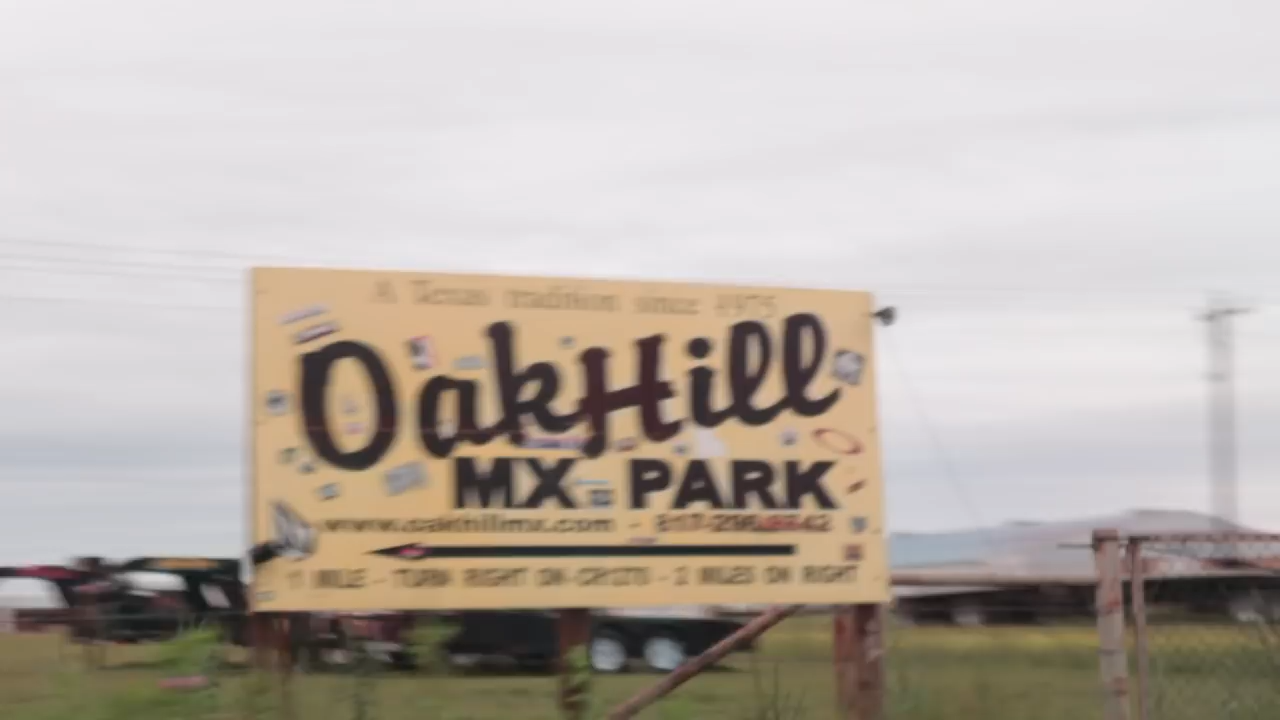 A Texas tradition since 1975
OakHill
MX PARK
www.oakhillmx.com -
1 MILE - TURN RIGHT ON - 2 MILES ON RIGHT